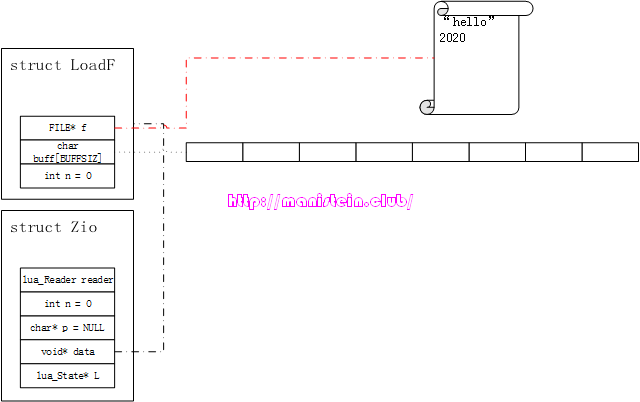 “hello”
2020
struct LoadF
FILE* f
char
buff[BUFFSIZ]
int n = 0
http://manistein.club/
struct Zio
lua_Reader reader
int n = 0
char* p = NULL
void* data
lua_State* L